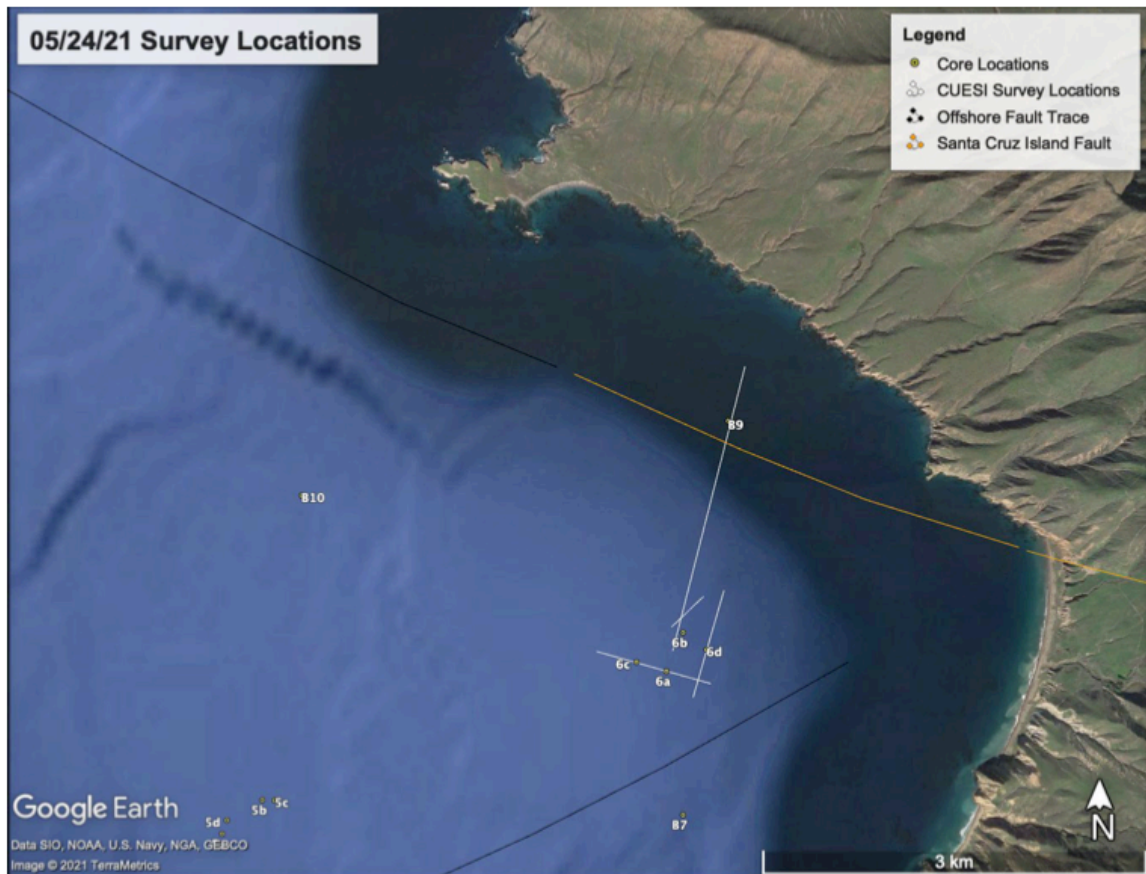 05/24/21 Survey Locations
Legend
Core Locations
CUESI Survey Locations
Offshore Fault Trace
Santa Cruz Island Fault
B9
B10
6b
6d
6c
6a
5b
5c
5d
B7
Google Earth
Data SIO, NOAA, U.S. Navy, NGA, GEBCO
Image © 2021 TerraMetrics
N
3 km